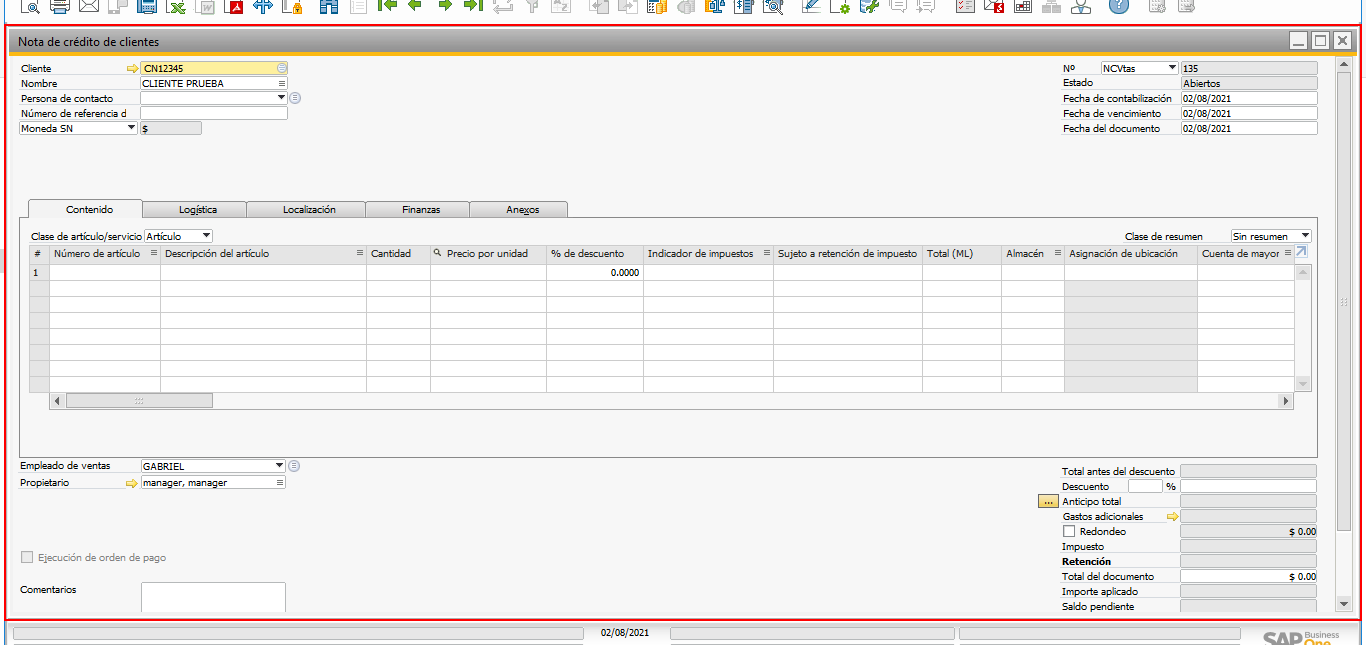 Nota de crédito de clientes
Cliente CN12345
Nº NCVtas 135
Nombre CLIENTE PRUEBA
Estado Abiertos
Persona de contacto
Fecha de contabilización 02/08/2021
Número de referencia d
Fecha de vencimiento 02/08/2021
Moneda SN $
Fecha del documento 02/08/2021
Contenido Logística Localización Finanzas Anexos
Clase de artículo/servicio Artículo
Clase de resumen Sin resumen
# Número de artículo Descripción del artículo Cantidad Precio por unidad % de descuento Indicador de impuestos Sujeto a retención de impuesto Total (ML) Almacén Asignación de ubicación Cuenta de mayor
1 0.0000
Empleado de ventas GABRIEL
Propietario manager, manager
Total antes del descuento
Descuento %
... Anticipo total
Gastos adicionales
Redondeo $ 0.00
Impuesto
Ejecución de orden de pago
Retención
Total del documento $ 0.00
Comentarios
Importe aplicado
Saldo pendiente
02/08/2021
SAP Business
One